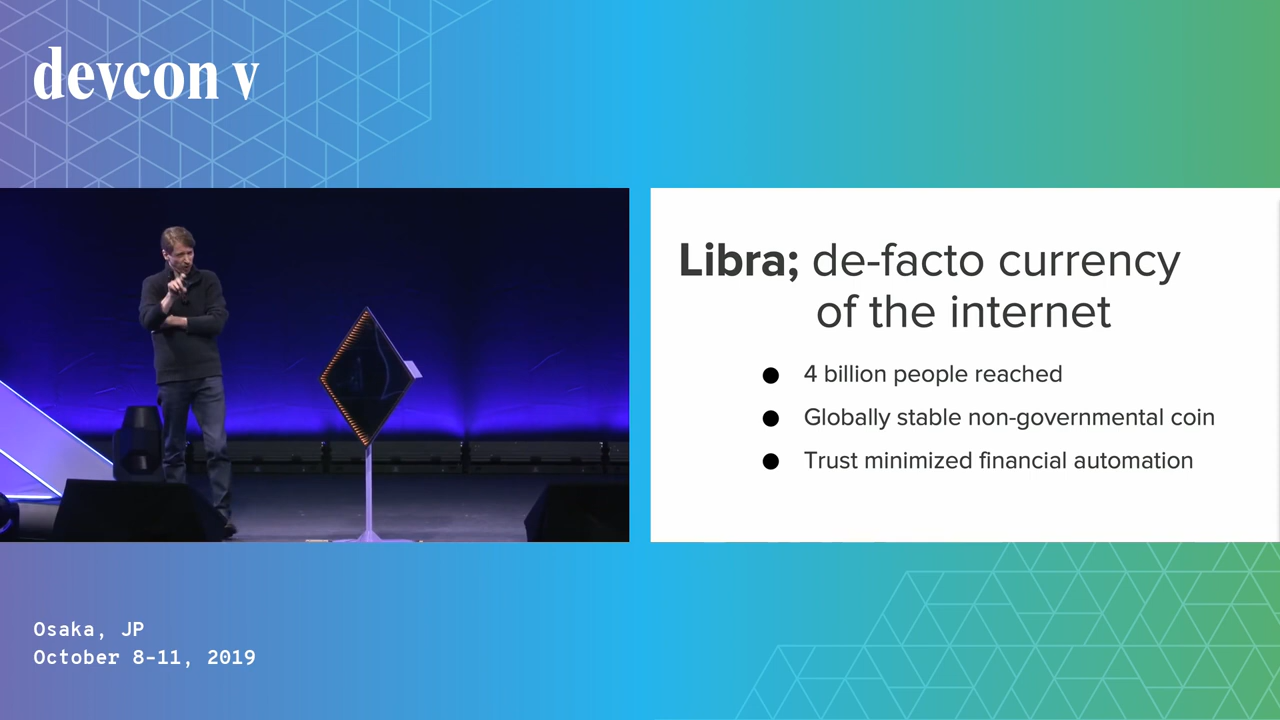 devcon v
Libra; de-facto currency
of the internet
● 4 billion people reached
● Globally stable non-governmental coin
● Trust minimized financial automation
Osaka, JP
October 8-11, 2019